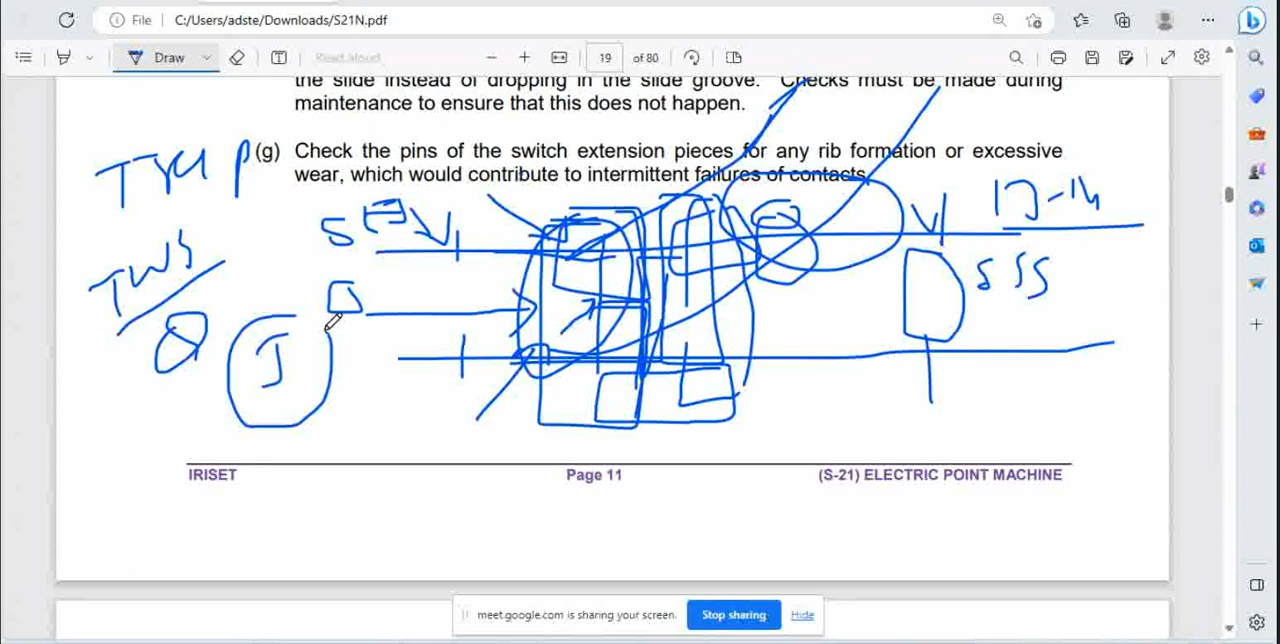 File
C:/Users/adste/Downloads/S21N.pdf
Draw
Read aloud
19 of 80
the slide instead of dropping in the slide groove. Checks must be made during
maintenance to ensure that this does not happen.
(g) Check the pins of the switch extension pieces for any rib formation or excessive
wear, which would contribute to intermittent failures of contacts.
TWS
J
SSS
IRISET
Page 11
(S-21) ELECTRIC POINT MACHINE
meet.google.com is sharing your screen.
Stop sharing
Hide